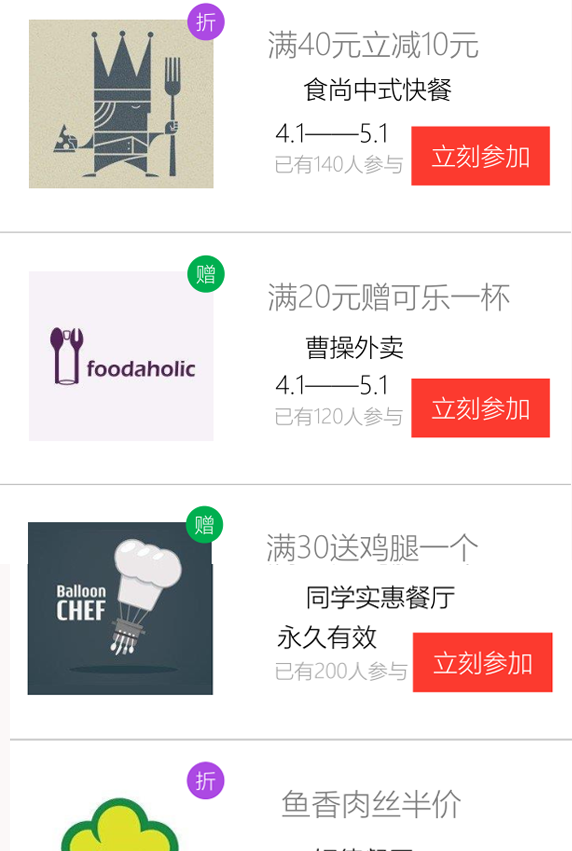 折
满40元立减10元
食尚中式快餐
4.1——5.1
已有140人参与
立刻参加
赠
foodaholic
满20元赠可乐一杯
曹操外卖
4.1——5.1
已有120人参与
立刻参加
赠
Balloon
CHEF
满30送鸡腿一个
同学实惠餐厅
永久有效
已有200人参与
立刻参加
折
鱼香肉丝半价